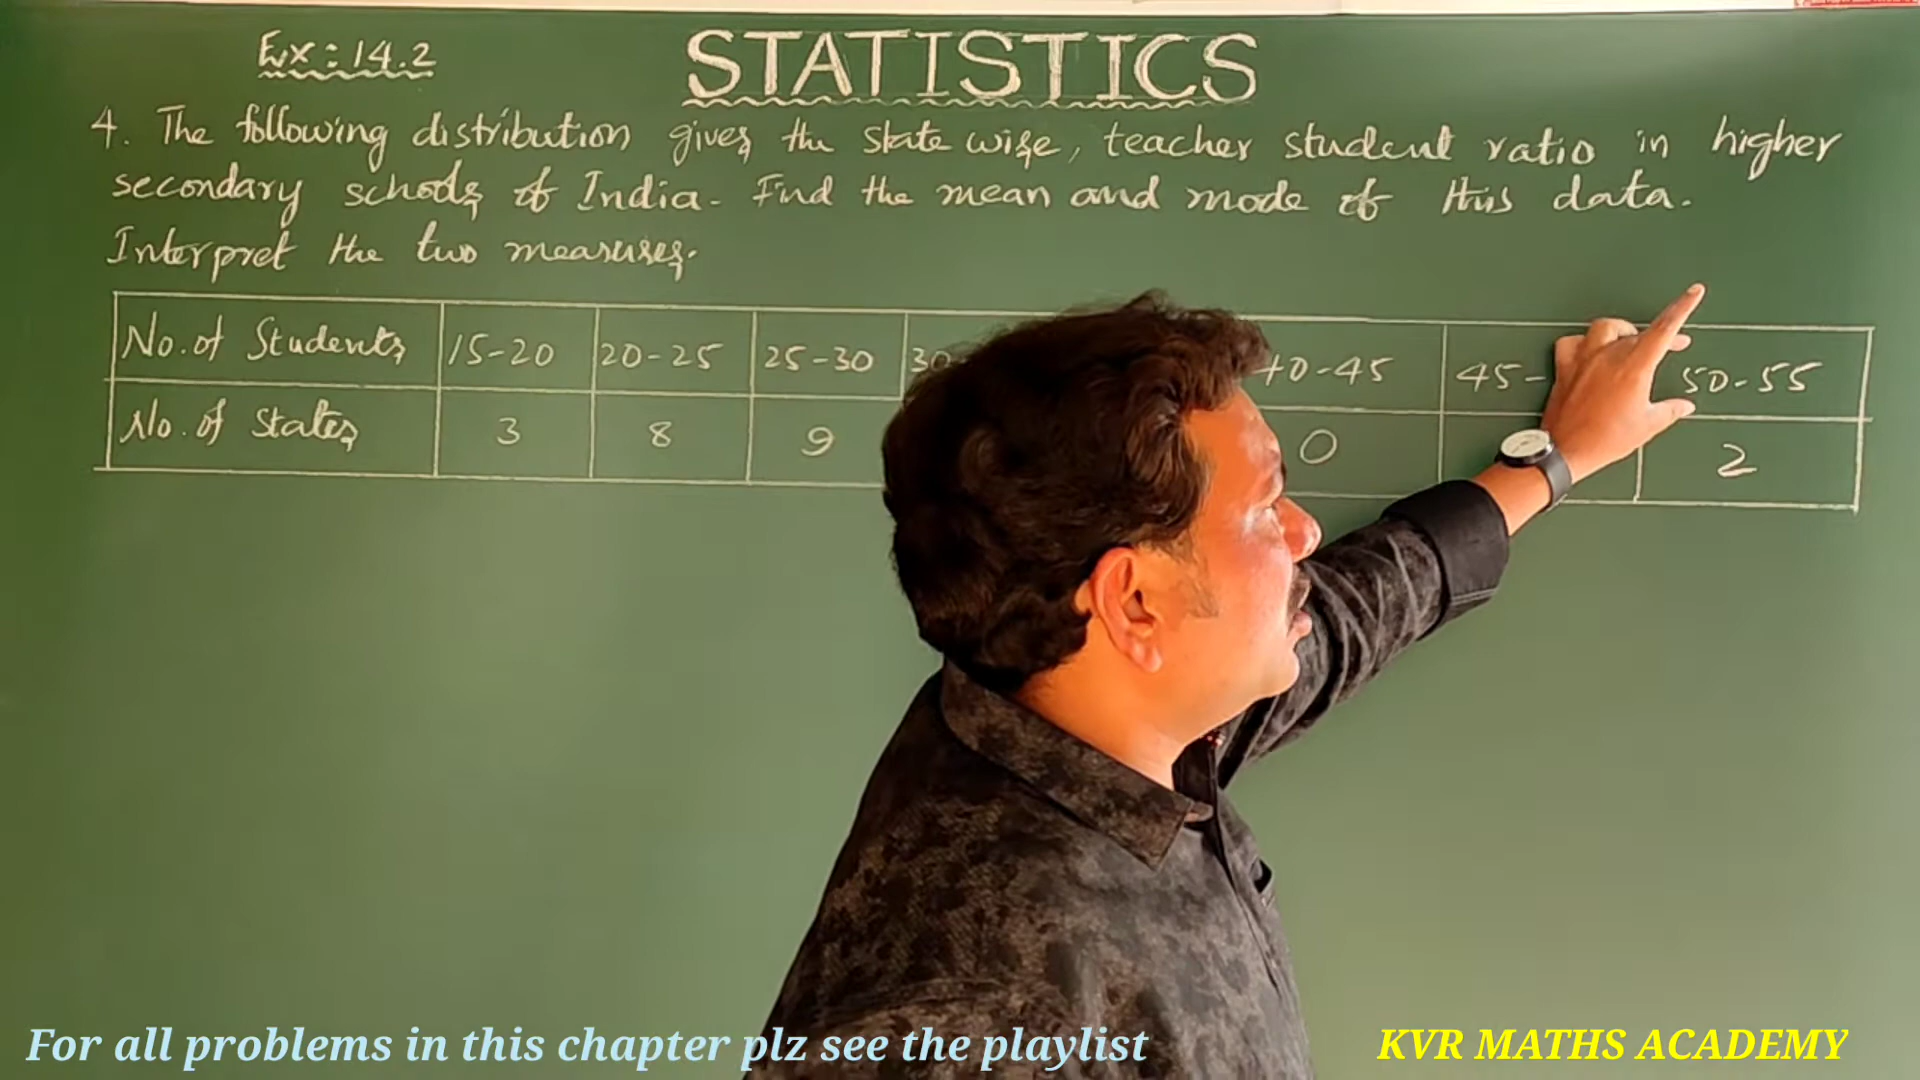 Ex: 14.2
STATISTICS
4. The following distribution gives the state wise, teacher student ratio in higher
secondary schools of India. Find the mean and mode of this data.
Interpret the two measures.
No. of Students 15-20 20-25 25-30 30 40-45 45- 50-55
No. of States 3 8 9 0 2
For all problems in this chapter plz see the playlist
KVR MATHS ACADEMY